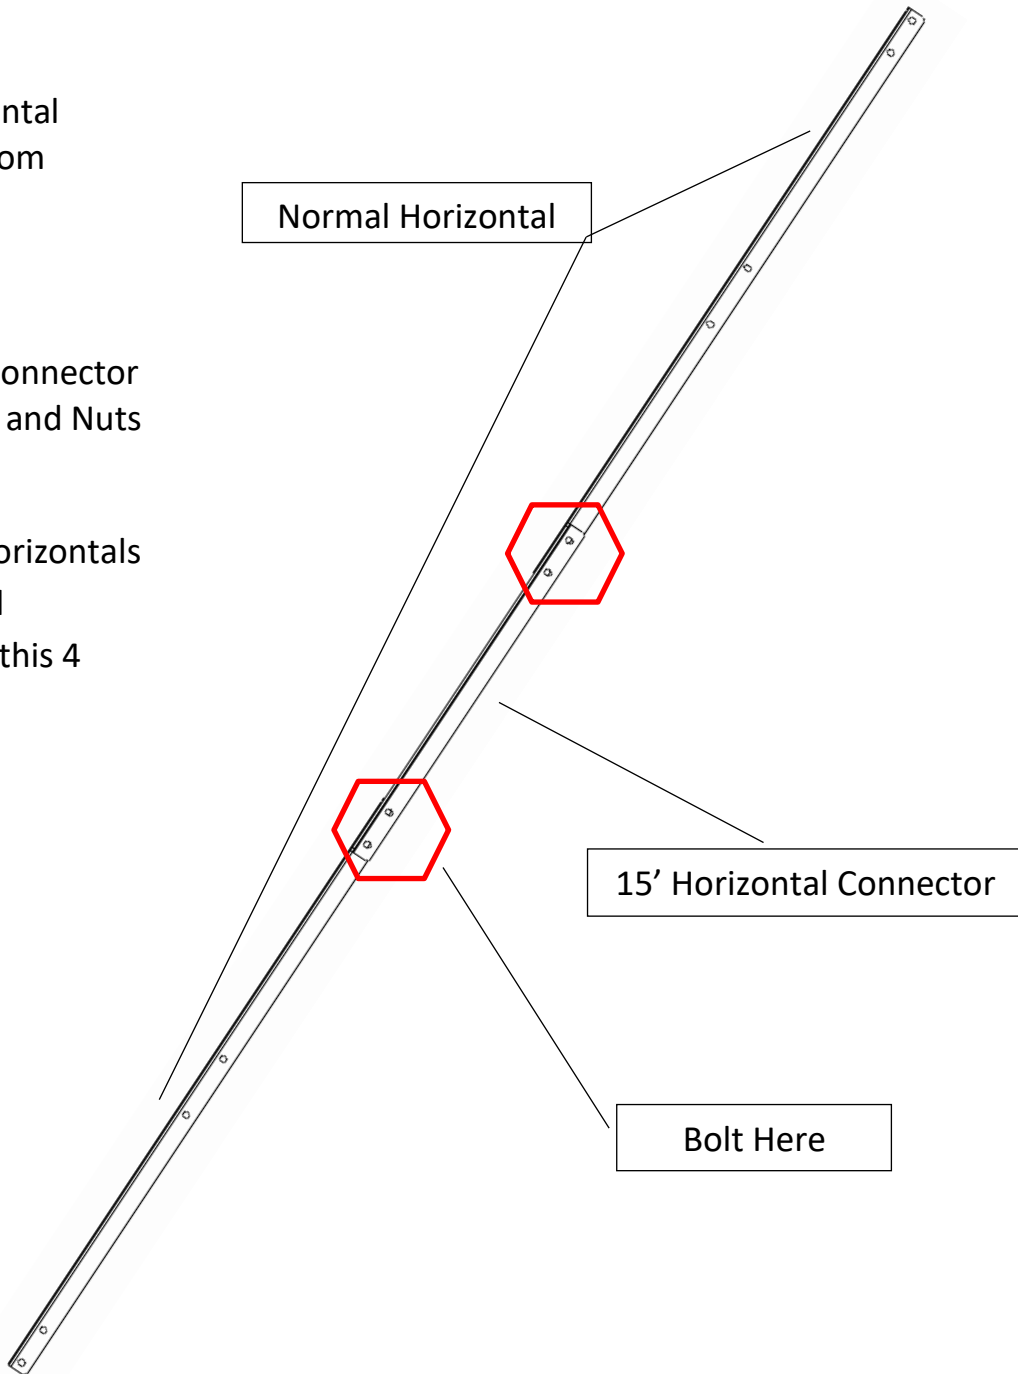 ntal
om
Normal Horizontal
onnector
and Nuts
orizontals
this 4
15’ Horizontal Connector
Bolt Here